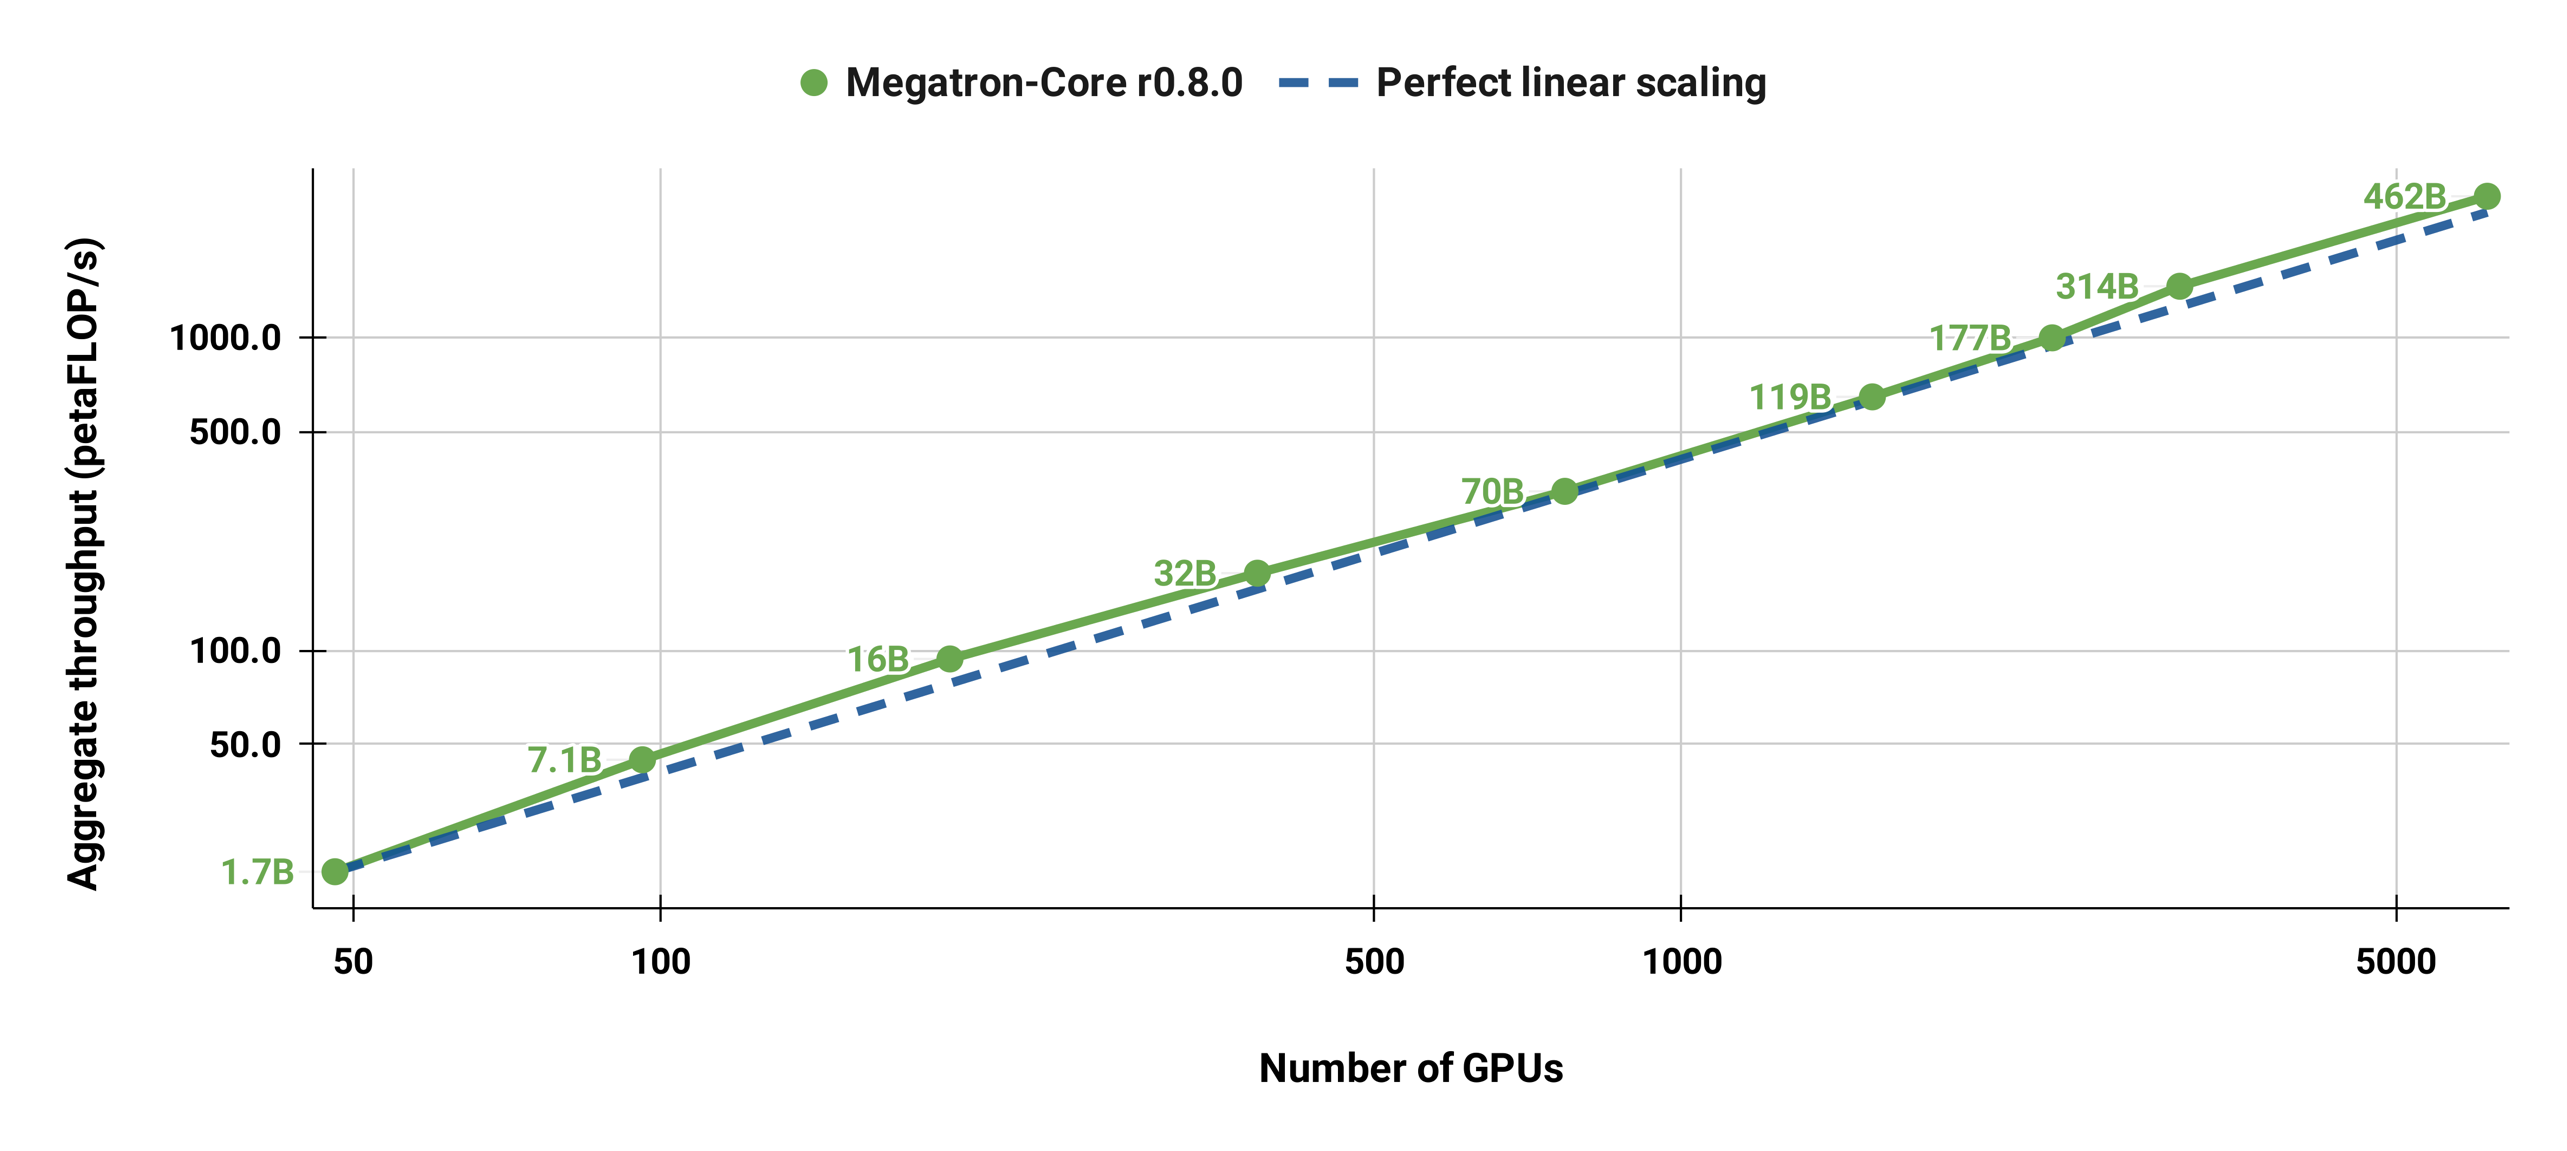 Megatron-Core r0.8.0
Perfect linear scaling
Aggregate throughput (petaFLOP/s)
1000.0
500.0
100.0
50.0
1.7B
7.1B
16B
32B
70B
119B
177B
314B
462B
50
100
500
1000
5000
Number of GPUs